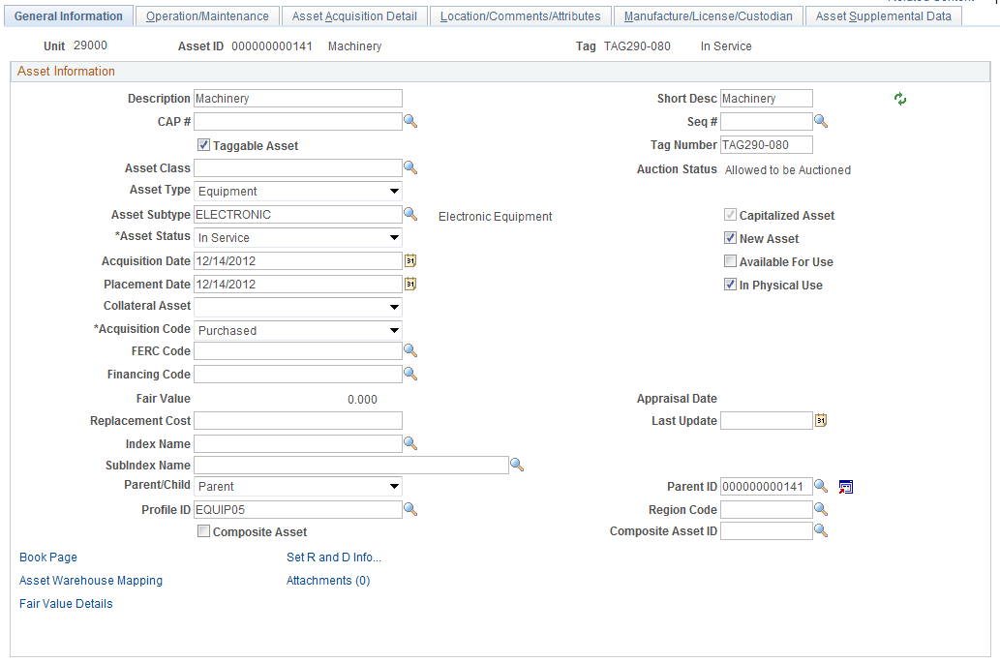 General Information Operation/Maintenance Asset Acquisition Detail Location/Comments/Attributes Manufacture/License/Custodian Asset Supplemental Data
Unit 29000 Asset ID 000000000141 Machinery Tag TAG290-080 In Service
Asset Information
Description Machinery Short Desc Machinery
CAP # Seq #
Taggable Asset Tag Number TAG290-080
Asset Class Auction Status Allowed to be Auctioned
Asset Type Equipment
Asset Subtype ELECTRONIC Electronic Equipment Capitalized Asset
*Asset Status In Service New Asset
Acquisition Date 12/14/2012 31 Available For Use
Placement Date 12/14/2012 31 In Physical Use
Collateral Asset
*Acquisition Code Purchased
FERC Code
Financing Code
Fair Value 0.000 Appraisal Date
Replacement Cost Last Update 31
Index Name
SubIndex Name
Parent/Child Parent Parent ID 000000000141
Profile ID EQUIP05 Region Code
Composite Asset Composite Asset ID
Book Page Set R and D Info...
Asset Warehouse Mapping Attachments (0)
Fair Value Details